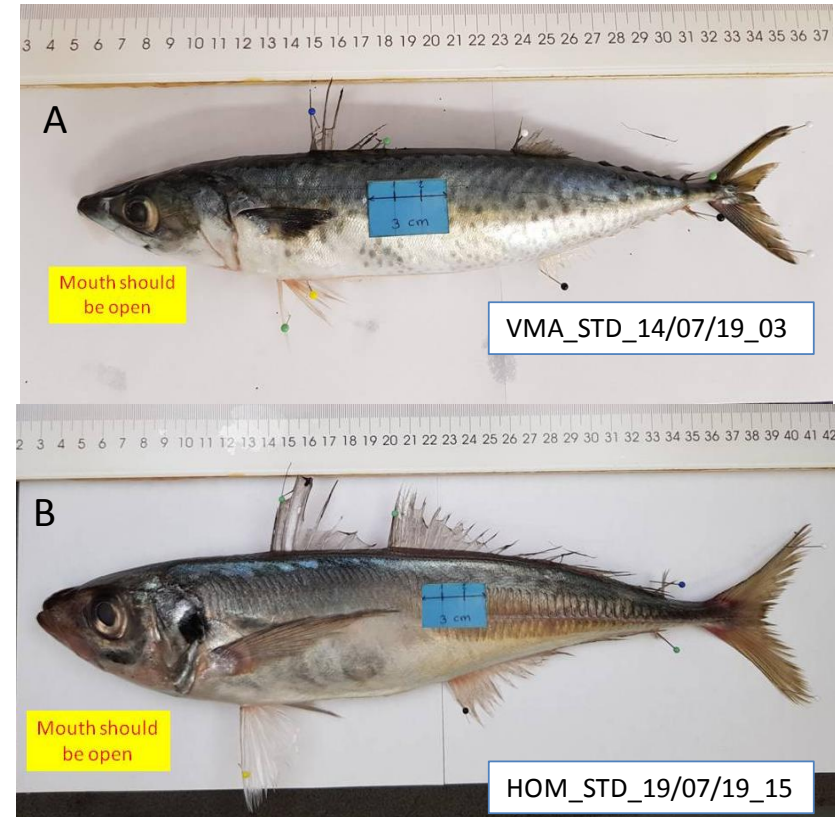 3 4 5 6 7 8 9 10 11 12 13 14 15 16 17 18 19 20 21 22 23 24 25 26 27 28 29 30 31 32 33 34 35 36 37
A
3 cm
Mouth should
be open
VMA_STD_14/07/19_03
2 3 4 5 6 7 8 9 10 11 12 13 14 15 16 17 18 19 20 21 22 23 24 25 26 27 28 29 30 31 32 33 34 35 36 37 38 39 40 41 42
B
3 cm
Mouth should
be open
HOM_STD_19/07/19_15